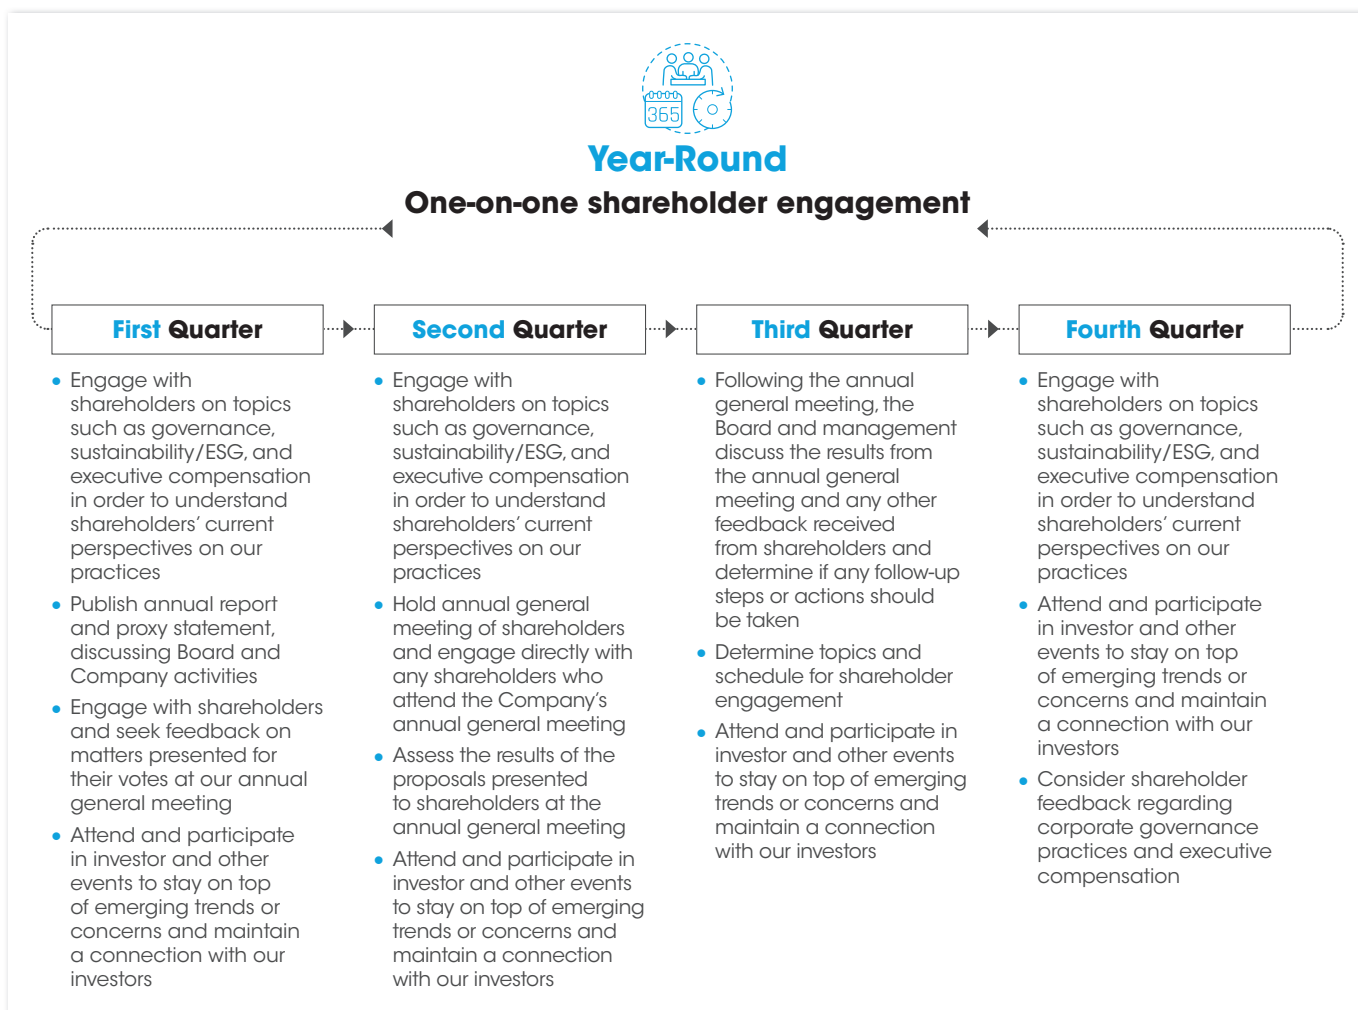 365
Year-Round
One-on-one shareholder engagement
First Quarter
• Engage with
shareholders on topics
such as governance,
sustainability/ESG, and
executive compensation
in order to understand
shareholders' current
perspectives on our
practices
• Publish annual report
and proxy statement,
discussing Board and
Company activities
• Engage with shareholders
and seek feedback on
matters presented for
their votes at our annual
general meeting
• Attend and participate
in investor and other
events to stay on top
of emerging trends or
concerns and maintain
a connection with our
investors
Second Quarter
• Engage with
shareholders on topics
such as governance,
sustainability/ESG, and
executive compensation
in order to understand
shareholders' current
perspectives on our
practices
• Hold annual general
meeting of shareholders
and engage directly with
any shareholders who
attend the Company's
annual general meeting
• Assess the results of the
proposals presented
to shareholders at the
annual general meeting
• Attend and participate in
investor and other events
to stay on top of emerging
trends or concerns and
maintain a connection
with our investors
Third Quarter
• Following the annual
general meeting, the
Board and management
discuss the results from
the annual general
meeting and any other
feedback received
from shareholders and
determine if any follow-up
steps or actions should
be taken
• Determine topics and
schedule for shareholder
engagement
• Attend and participate in
investor and other events
to stay on top of emerging
trends or concerns and
maintain a connection
with our investors
Fourth Quarter
• Engage with
shareholders on topics
such as governance,
sustainability/ESG, and
executive compensation
in order to understand
shareholders' current
perspectives on our
practices
• Attend and participate
in investor and other
events to stay on top
of emerging trends or
concerns and maintain
a connection with our
investors
• Consider shareholder
feedback regarding
corporate governance
practices and executive
compensation